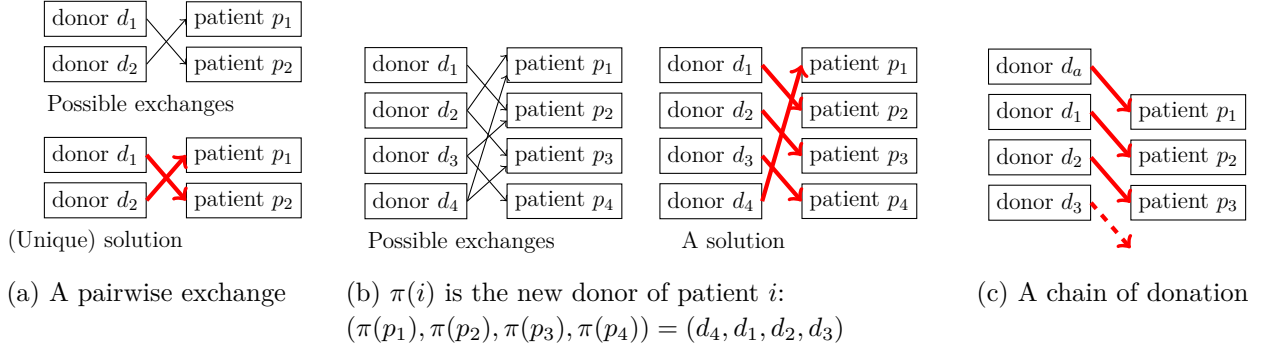 donor d₁ patient p₁
donor d₂ patient p₂
Possible exchanges
donor d₁ patient p₁
donor d₂ patient p₂
(Unique) solution
(a) A pairwise exchange
donor d₁ patient p₁
donor d₂ patient p₂
donor d₃ patient p₃
donor d₄ patient p₄
Possible exchanges
donor d₁ patient p₁
donor d₂ patient p₂
donor d₃ patient p₃
donor d₄ patient p₄
A solution
(b) π(i) is the new donor of patient i:
(π(p₁), π(p₂), π(p₃), π(p₄)) = (d₄, d₁, d₂, d₃)
donor dₐ
donor d₁ patient p₁
donor d₂ patient p₂
donor d₃ patient p₃
(c) A chain of donation